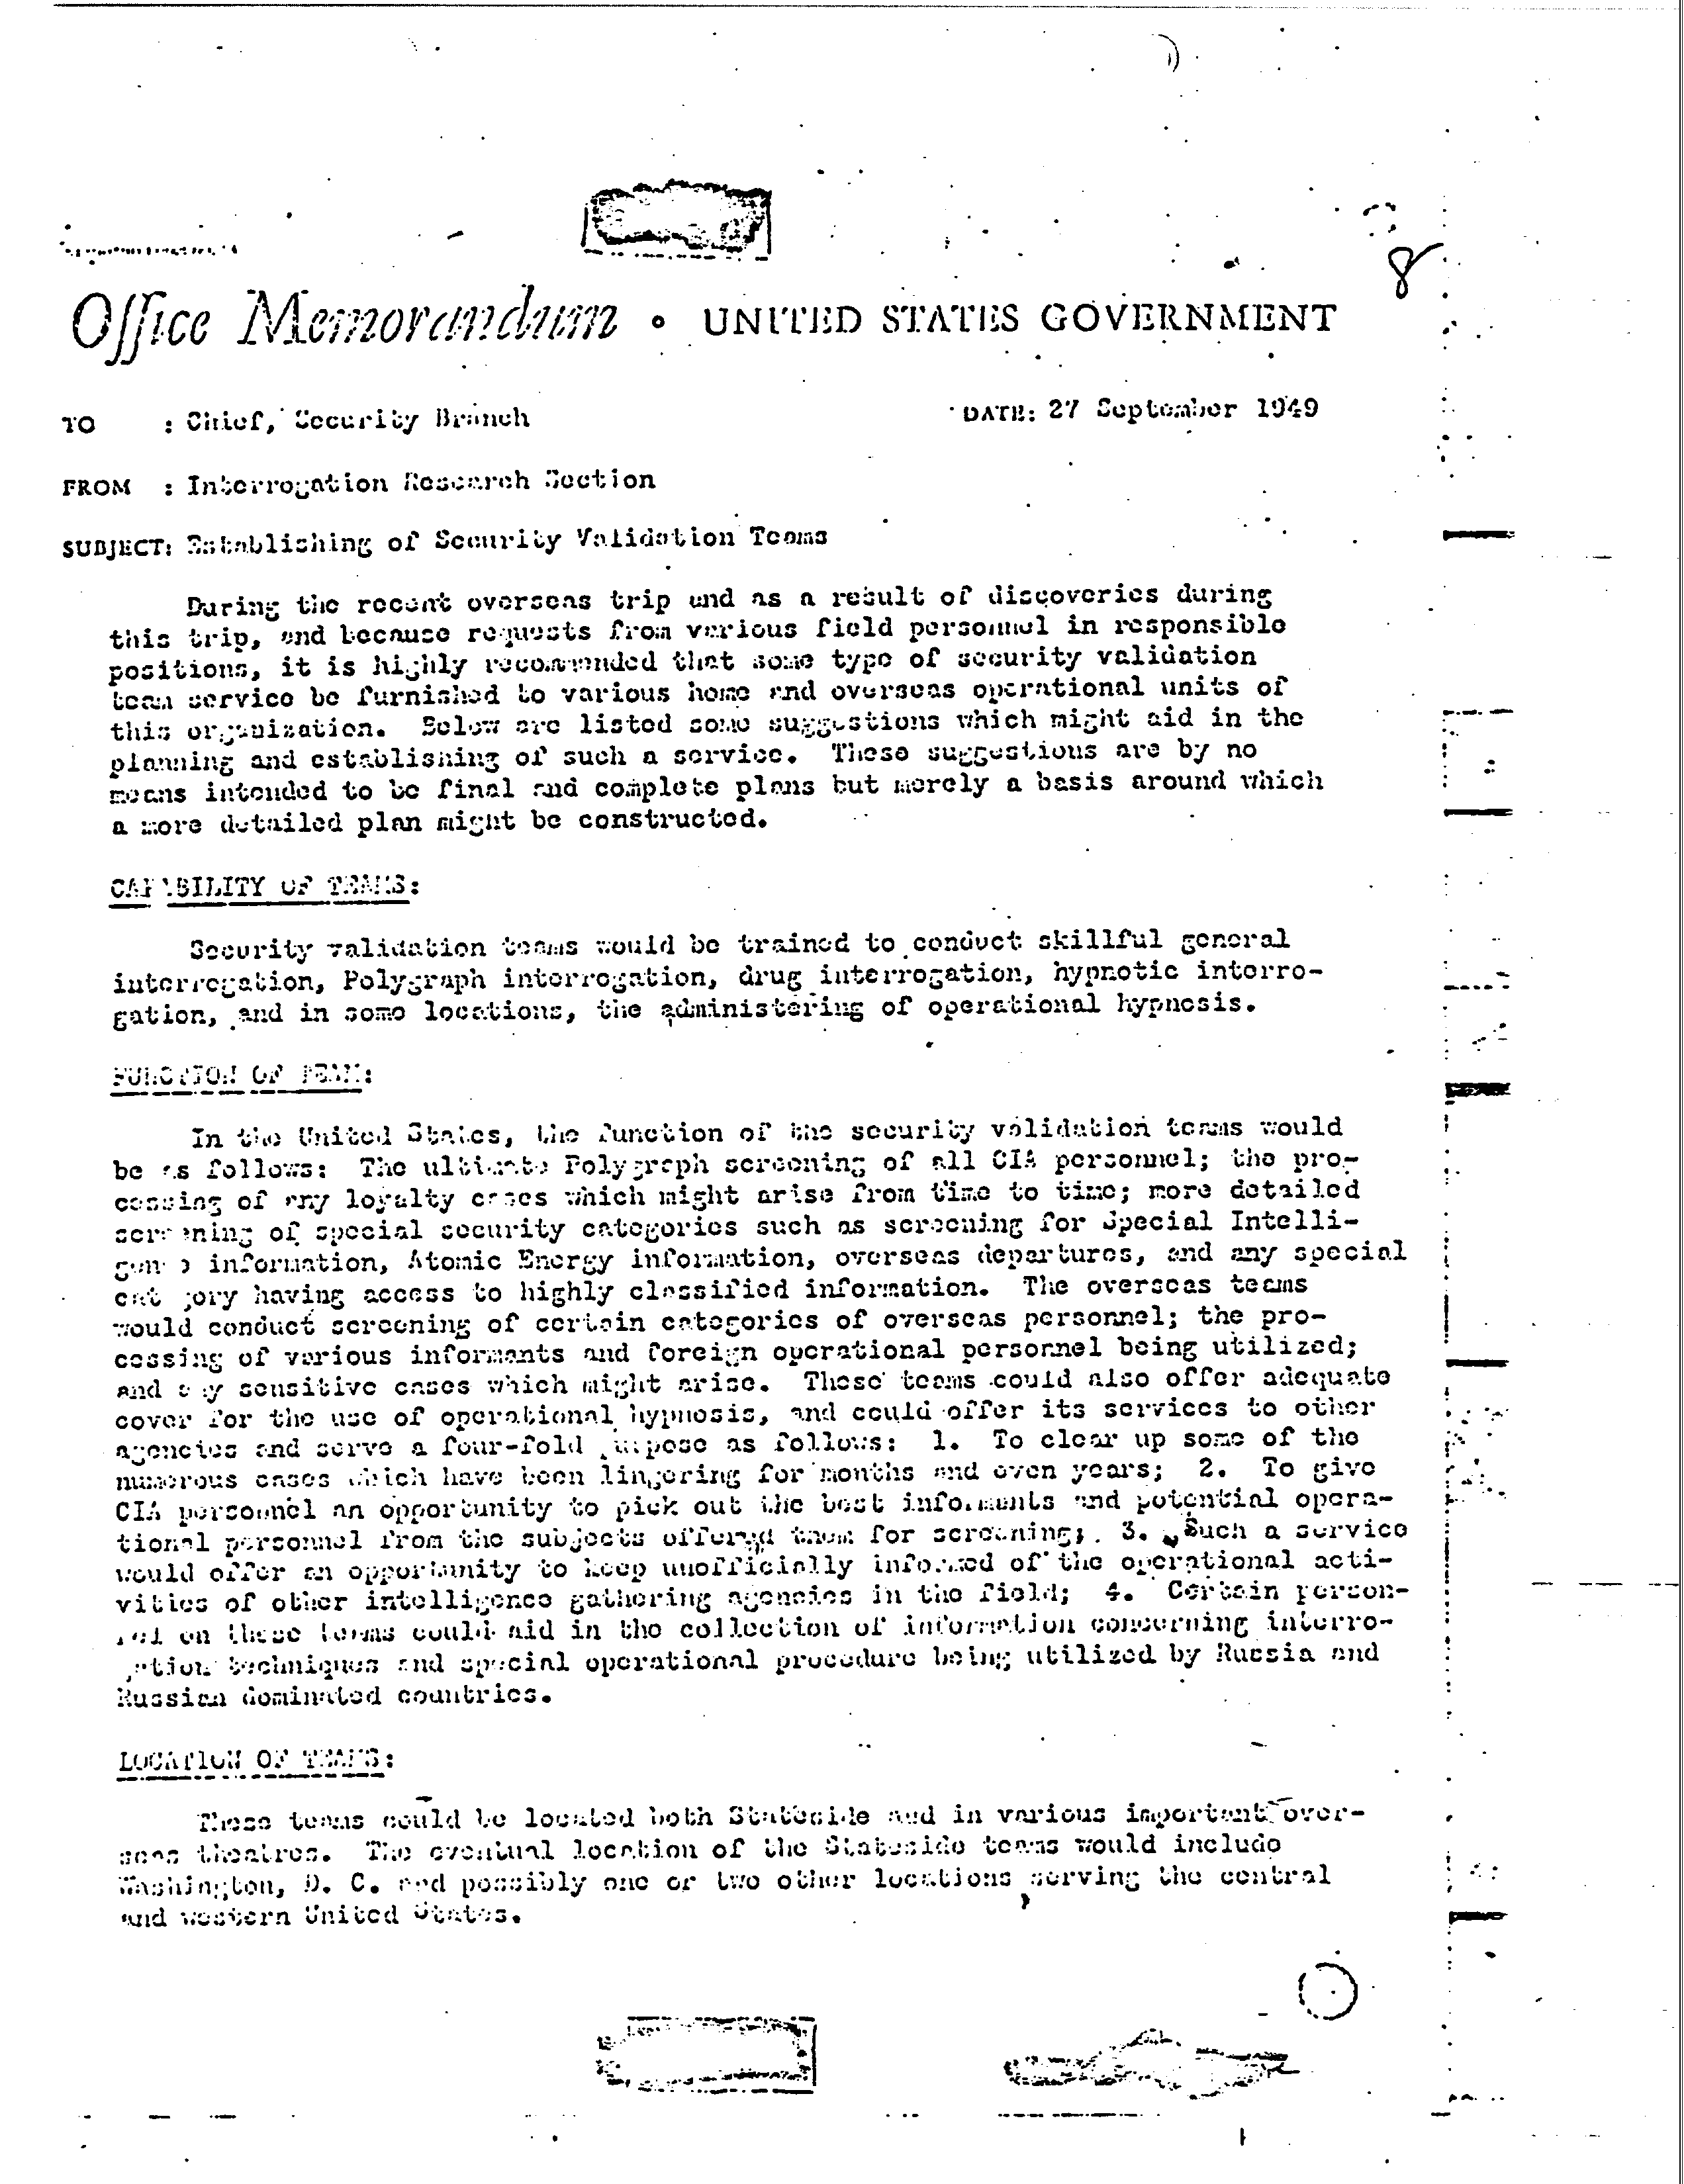 8
Office Memorandum • UNITED STATES GOVERNMENT
TO : Chief, Security Branch DATE: 27 September 1949
FROM : Interrogation Research Section
SUBJECT: Establishing of Security Validation Teams
During the recent overseas trip and as a result of discoveries during
this trip, and because requests from various field personnel in responsible
positions, it is highly recommended that some type of security validation
team service be furnished to various home and overseas operational units of
this organization. Below are listed some suggestions which might aid in the
planning and establishing of such a service. These suggestions are by no
means intended to be final and complete plans but merely a basis around which
a more detailed plan might be constructed.
CAPABILITY OF TEAMS:
Security validation teams would be trained to conduct skillful general
interrogation, Polygraph interrogation, drug interrogation, hypnotic interro-
gation, and in some locations, the administering of operational hypnosis.
FUNCTION OF TEAM:
In the United States, the function of the security validation teams would
be as follows: The ultimate Polygraph screening of all CIA personnel; the pro-
cessing of any loyalty cases which might arise from time to time; more detailed
screening of special security categories such as screening for Special Intelli-
gence information, Atomic Energy information, overseas departures, and any special
category having access to highly classified information. The overseas teams
would conduct screening of certain categories of overseas personnel; the pro-
cessing of various informants and foreign operational personnel being utilized;
and any sensitive cases which might arise. These teams could also offer adequate
cover for the use of operational hypnosis, and could offer its services to other
agencies and serve a four-fold purpose as follows: 1. To clear up some of the
numerous cases which have been lingering for months and even years; 2. To give
CIA personnel an opportunity to pick out the best informants and potential opera-
tional personnel from the subjects offered them for screening; 3. Such a service
would offer an opportunity to keep unofficially informed of the operational acti-
vities of other intelligence gathering agencies in the field; 4. Certain person-
nel on these teams could aid in the collection of information concerning interro-
gation techniques and special operational procedure being utilized by Russia and
Russian dominated countries.
LOCATION OF TEAMS:
These teams could be located both Stateside and in various important over-
seas theatres. The eventual location of the Stateside teams would include
Washington, D. C. and possibly one or two other locations serving the central
and western United States.